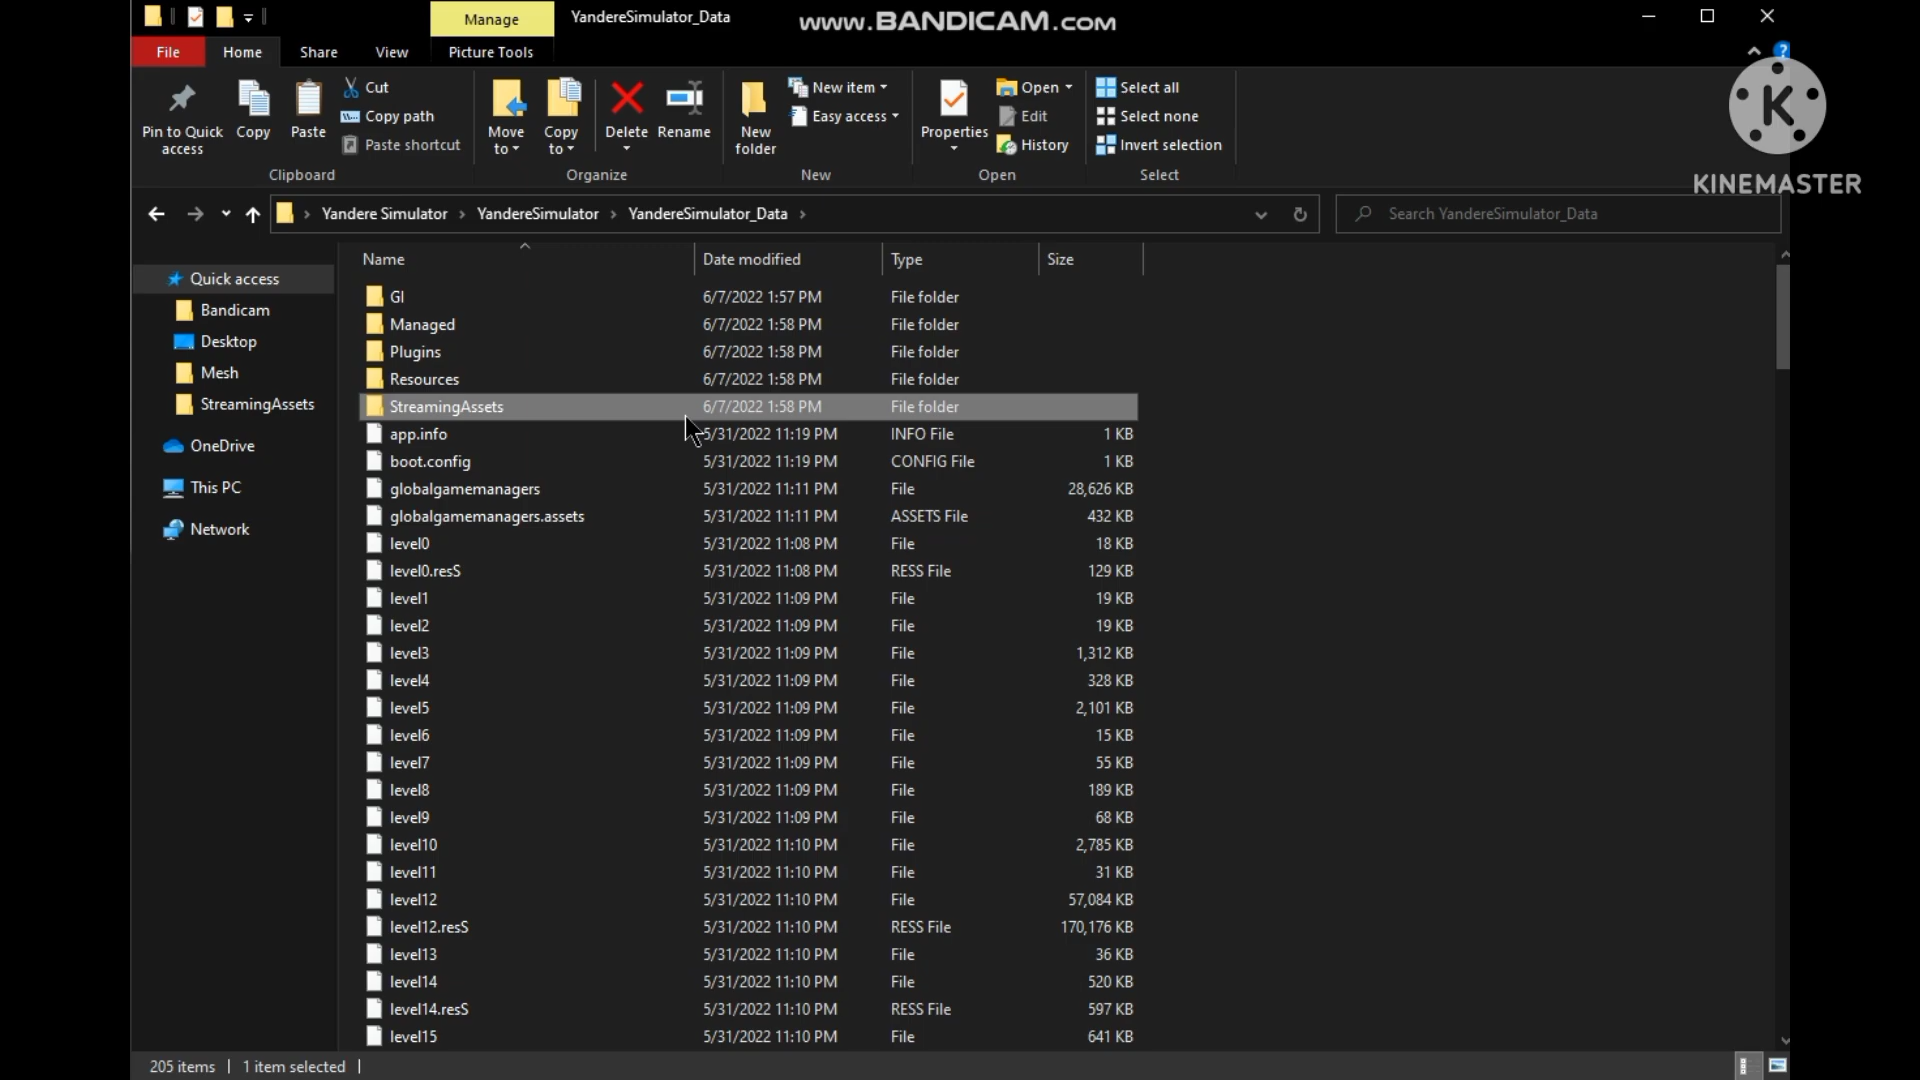 Manage YandereSimulator_Data www.BANDICAM.com
File Home Share View Picture Tools ?
Pin to Quick access Copy Paste Cut Copy path Paste shortcut Clipboard
Move to Copy to Delete Rename Organize
New folder New item Easy access New
Properties Open Edit History Open
Select all Select none Invert selection Select
K
KINEMASTER
Yandere Simulator YandereSimulator YandereSimulator_Data Search YandereSimulator_Data
Name Date modified Type Size
Quick access
Bandicam
Desktop
Mesh
StreamingAssets
OneDrive
This PC
Network
GI 6/7/2022 1:57 PM File folder
Managed 6/7/2022 1:58 PM File folder
Plugins 6/7/2022 1:58 PM File folder
Resources 6/7/2022 1:58 PM File folder
StreamingAssets 6/7/2022 1:58 PM File folder
app.info 5/31/2022 11:19 PM INFO File 1 KB
boot.config 5/31/2022 11:19 PM CONFIG File 1 KB
globalgamemanagers 5/31/2022 11:11 PM File 28,626 KB
globalgamemanagers.assets 5/31/2022 11:11 PM ASSETS File 432 KB
level0 5/31/2022 11:08 PM File 18 KB
level0.resS 5/31/2022 11:08 PM RESS File 129 KB
level1 5/31/2022 11:09 PM File 19 KB
level2 5/31/2022 11:09 PM File 19 KB
level3 5/31/2022 11:09 PM File 1,312 KB
level4 5/31/2022 11:09 PM File 328 KB
level5 5/31/2022 11:09 PM File 2,101 KB
level6 5/31/2022 11:09 PM File 15 KB
level7 5/31/2022 11:09 PM File 55 KB
level8 5/31/2022 11:09 PM File 189 KB
level9 5/31/2022 11:09 PM File 68 KB
level10 5/31/2022 11:10 PM File 2,785 KB
level11 5/31/2022 11:10 PM File 31 KB
level12 5/31/2022 11:10 PM File 57,084 KB
level12.resS 5/31/2022 11:10 PM RESS File 170,176 KB
level13 5/31/2022 11:10 PM File 36 KB
level14 5/31/2022 11:10 PM File 520 KB
level14.resS 5/31/2022 11:10 PM RESS File 597 KB
level15 5/31/2022 11:10 PM File 641 KB
205 items 1 item selected